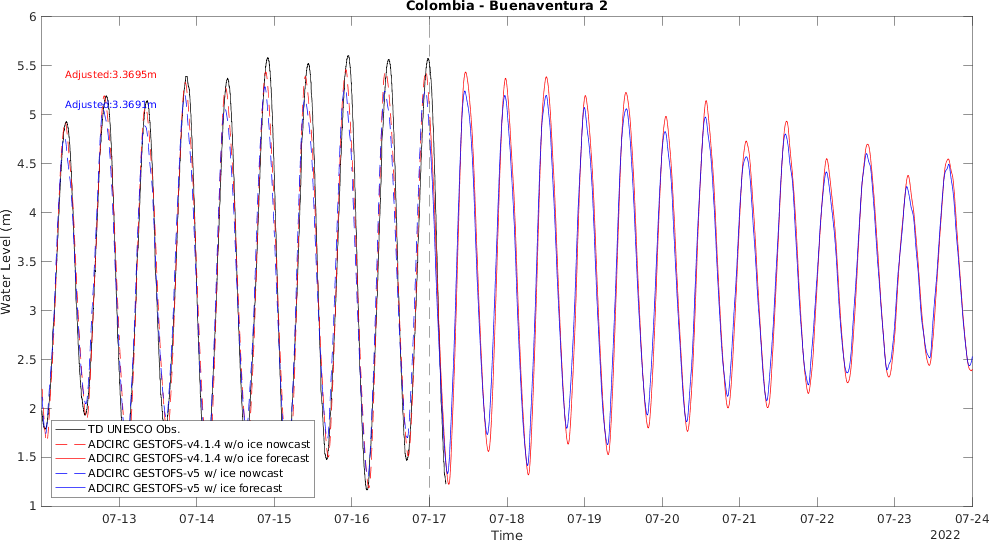 Colombia - Buenaventura 2
Water Level (m)
6
5.5
5
4.5
4
3.5
3
2.5
2
1.5
1
Adjusted:3.3695m
Adjusted:3.3691m
TD UNESCO Obs.
ADCIRC GESTOFS-v4.1.4 w/o ice nowcast
ADCIRC GESTOFS-v4.1.4 w/o ice forecast
ADCIRC GESTOFS-v5 w/ ice nowcast
ADCIRC GESTOFS-v5 w/ ice forecast
07-13 07-14 07-15 07-16 07-17 07-18 07-19 07-20 07-21 07-22 07-23 07-24
Time
2022